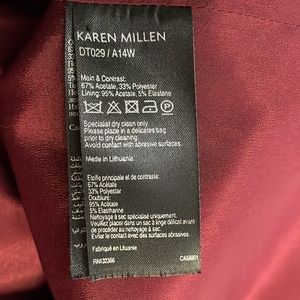 KAREN MILLEN
DT029 / A14W
Main & Contrast:
67% Acetate, 33% Polyester
Lining: 95% Acetate, 5% Elastane
Specialist dry clean only.
Please place in a delicates bag
prior to dry cleaning.
Avoid contact with abrasive surfaces.
Made in Lithuania
Etoffe principale et de contraste:
67% Acétate
33% Polyester
Doublure:
95% Acétate
5% Elasthanne
Nettoyage à sec spécialisé uniquement.
Veuillez placer dans un sac à linge délicat avant
de procéder au nettoyage à sec.
Eviter le contact avec des surfaces abrasives.
Fabriqué en Lituanie